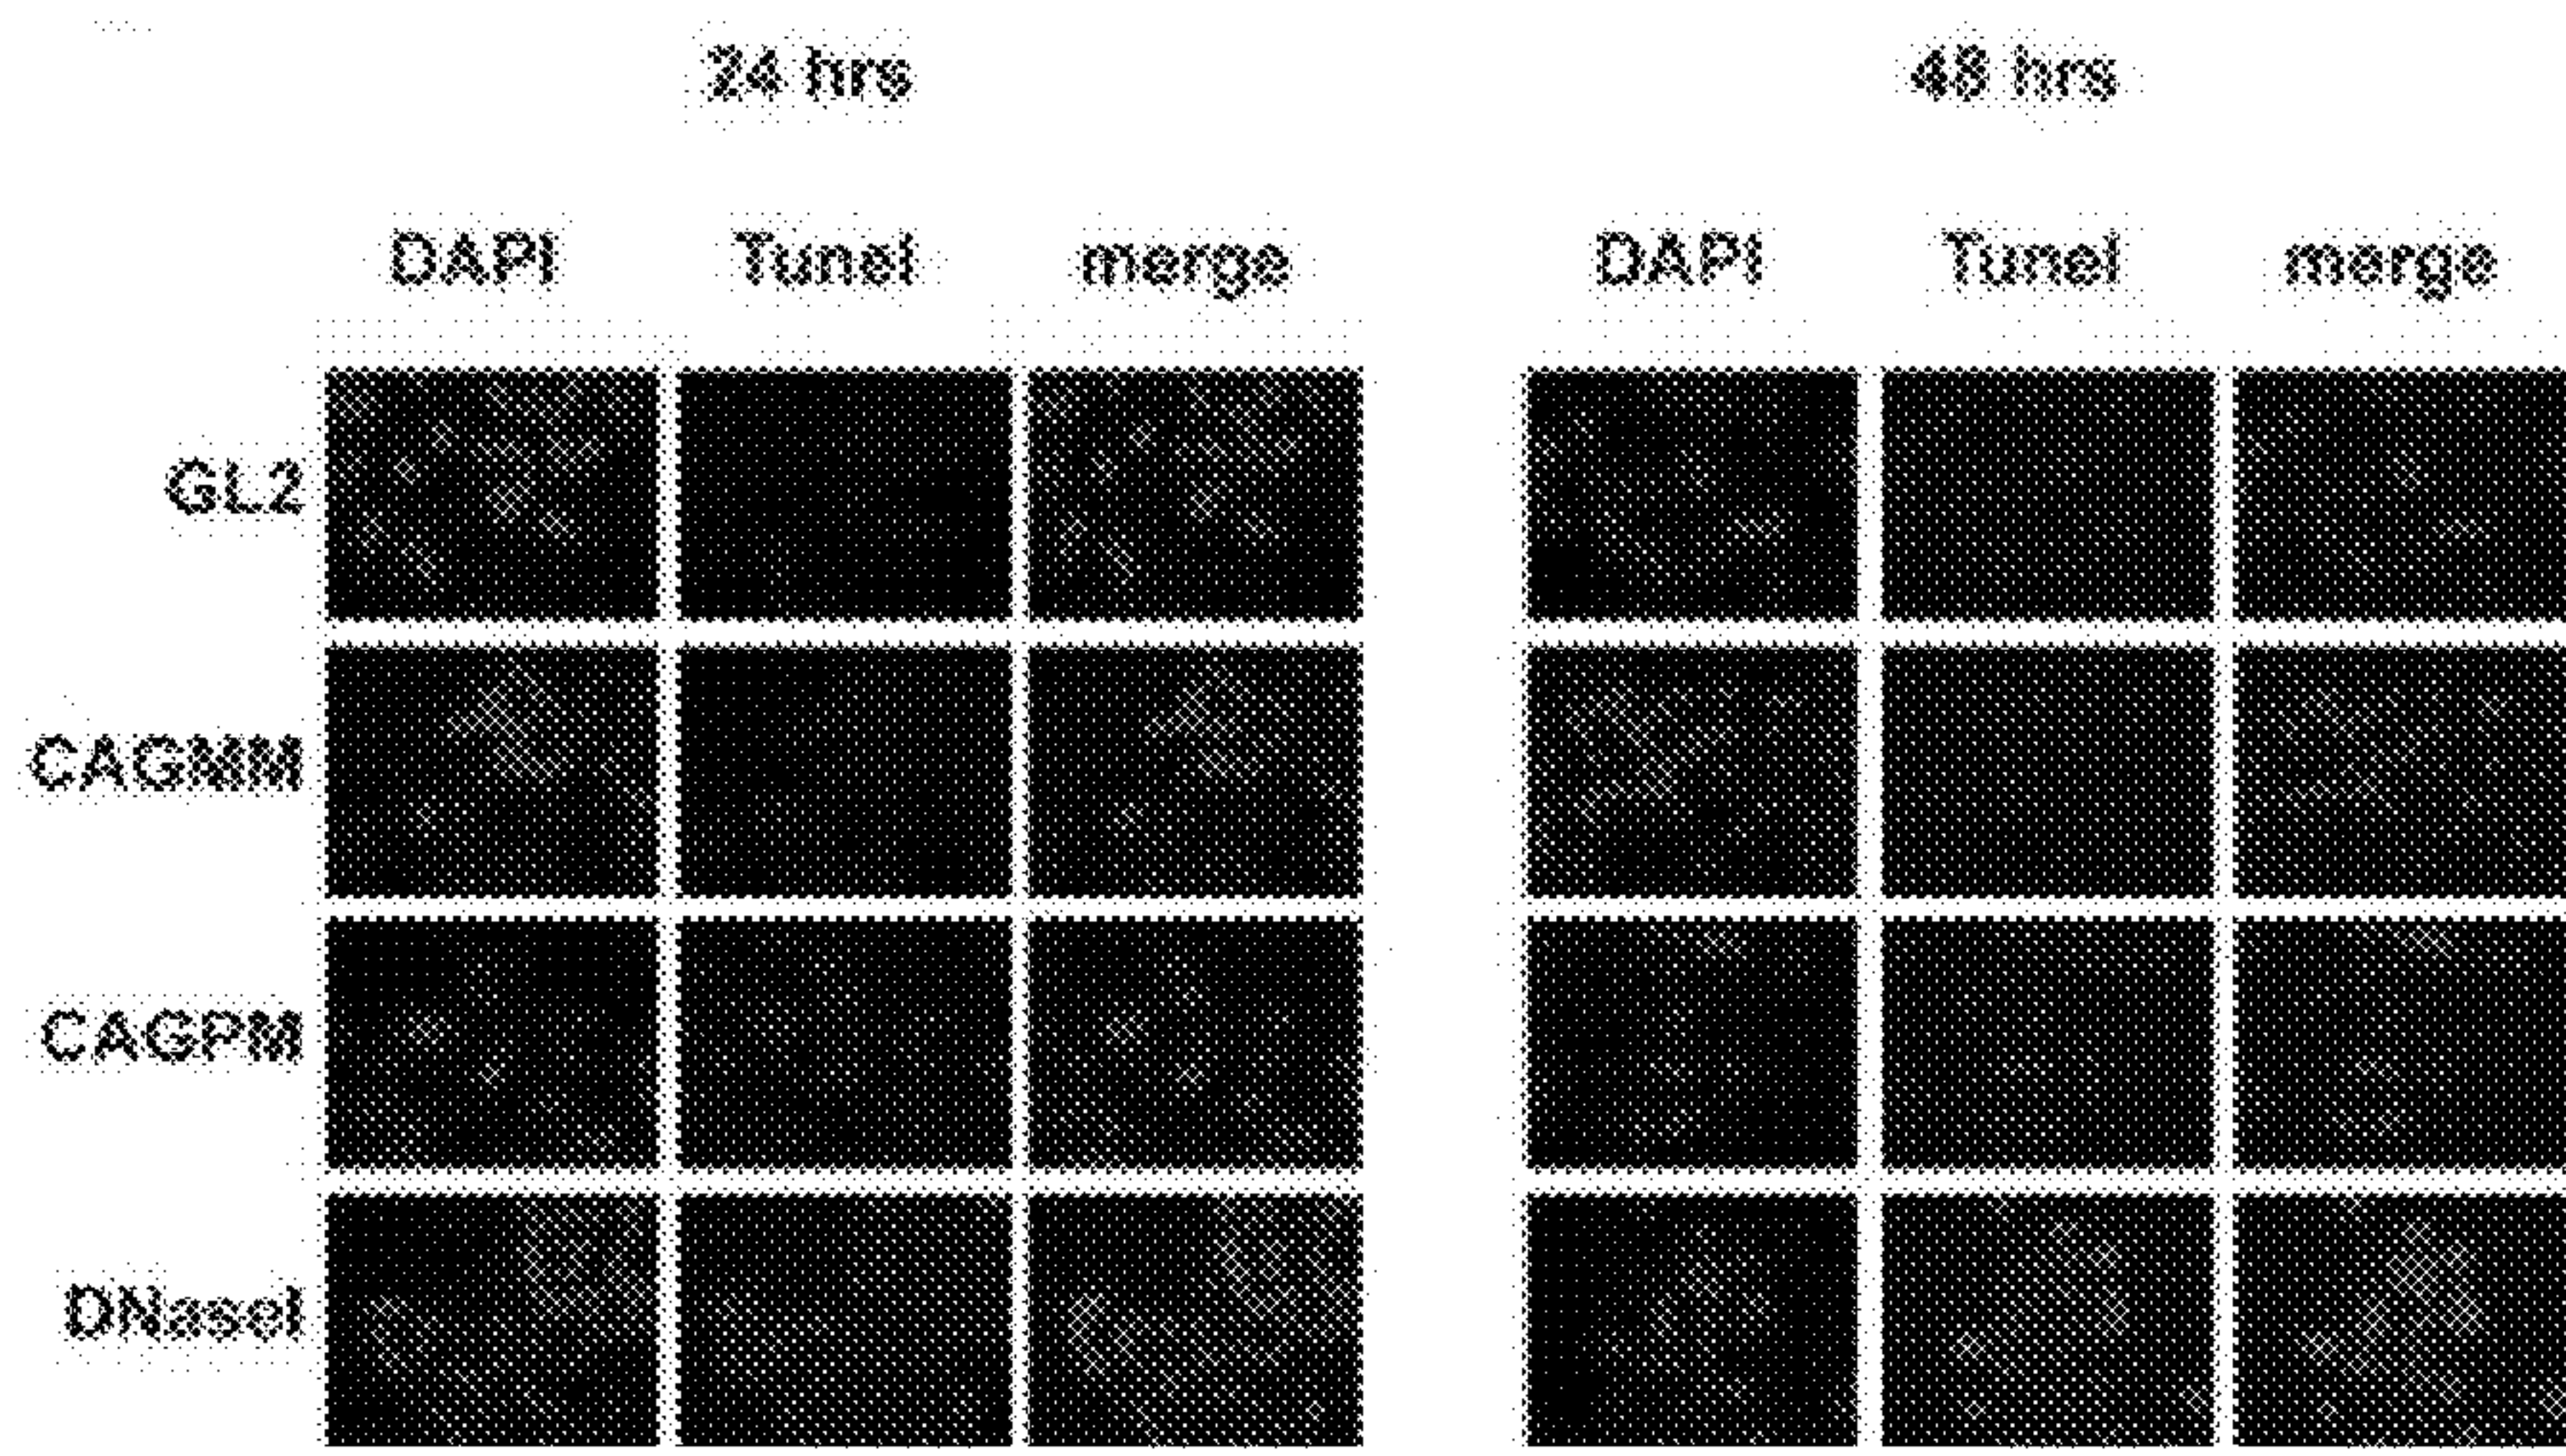 24 hrs 48 hrs
DAPI Tunel merge DAPI Tunel merge
GL2
CAGMM
CAGPM
DNaseI